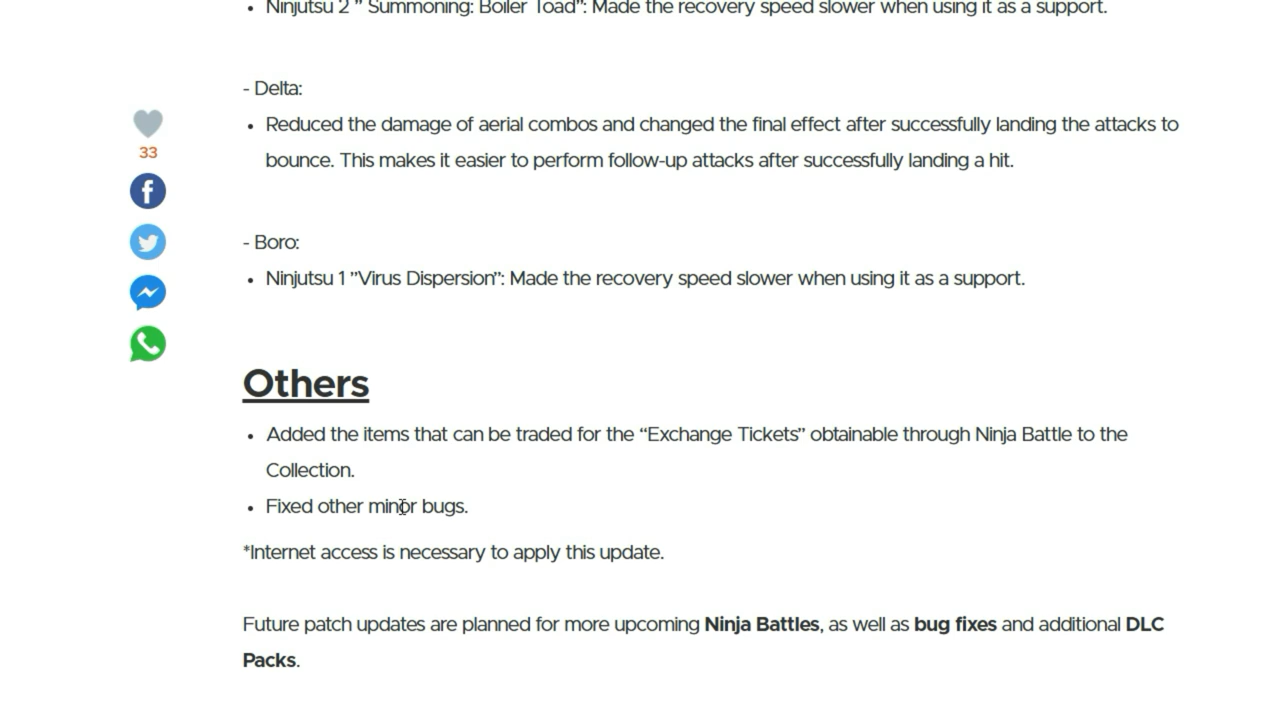 • Ninjutsu 2 ” Summoning: Boiler Toad”: Made the recovery speed slower when using it as a support.
- Delta:
• Reduced the damage of aerial combos and changed the final effect after successfully landing the attacks to
bounce. This makes it easier to perform follow-up attacks after successfully landing a hit.
33
- Boro:
• Ninjutsu 1 ”Virus Dispersion”: Made the recovery speed slower when using it as a support.
Others
• Added the items that can be traded for the “Exchange Tickets” obtainable through Ninja Battle to the
Collection.
• Fixed other minor bugs.
*Internet access is necessary to apply this update.
Future patch updates are planned for more upcoming Ninja Battles, as well as bug fixes and additional DLC
Packs.